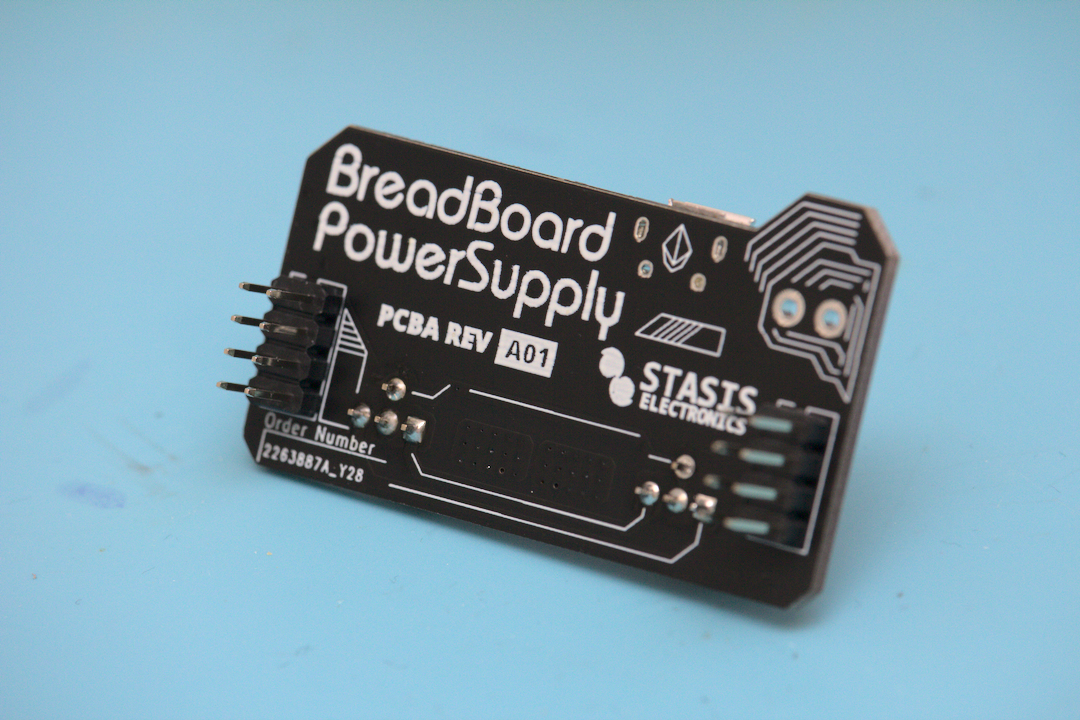 BreadBoard
PowerSupply
PCBA REV A01
STASIS
ELECTRONICS
Order Number
2263887A_Y28